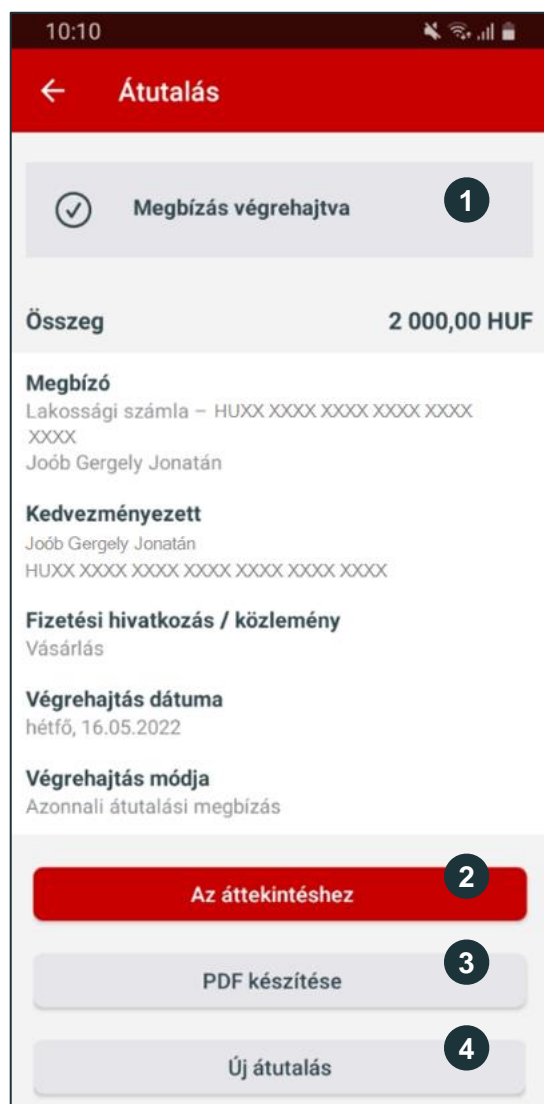 10:10
Átutalás
Megbízás végrehajtva
1
Összeg 2 000,00 HUF
Megbízó
Lakossági számla – HUXX XXXX XXXX XXXX XXXX
XXXX
Joób Gergely Jonatán
Kedvezményezett
Joób Gergely Jonatán
HUXX XXXX XXXX XXXX XXXX XXXX XXXX
Fizetési hivatkozás / közlemény
Vásárlás
Végrehajtás dátuma
hétfő, 16.05.2022
Végrehajtás módja
Azonnali átutalási megbízás
Az áttekintéshez
2
PDF készítése
3
Új átutalás
4